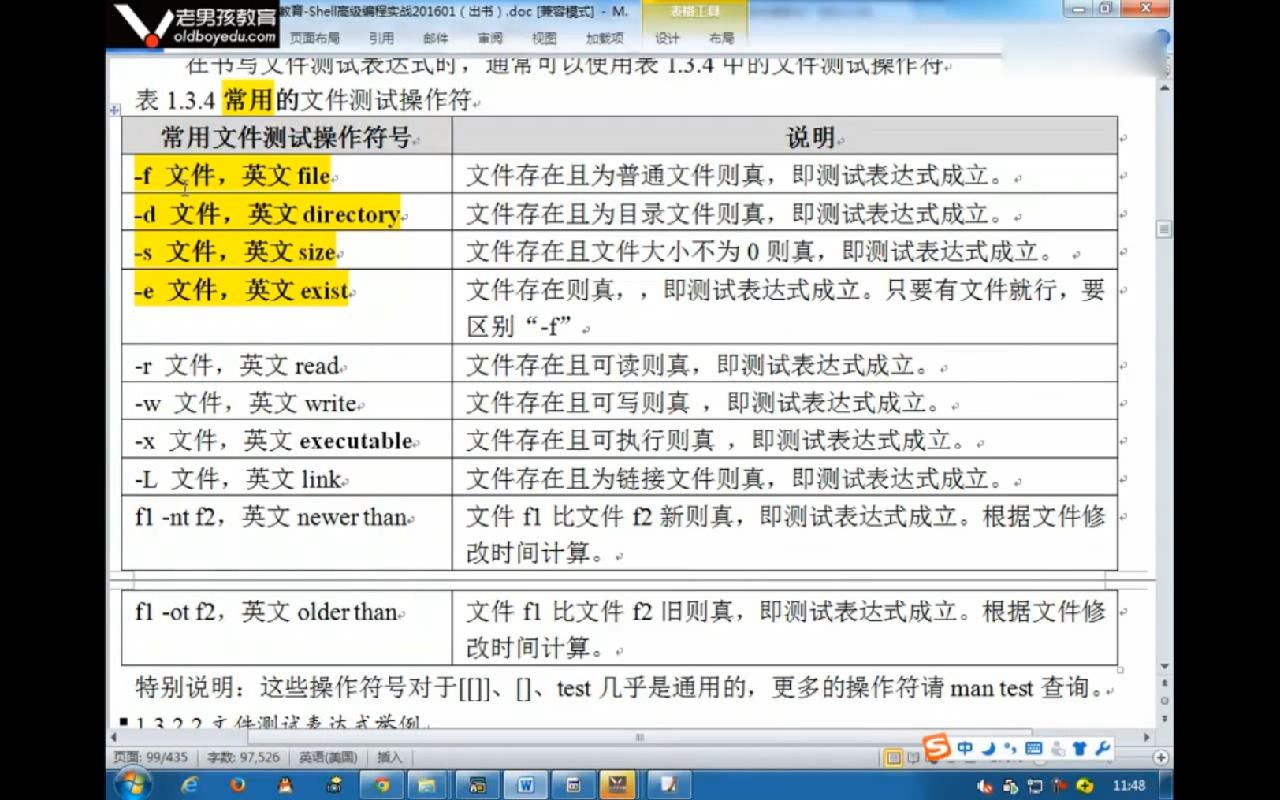 老男孩教育
oldboyedu.com
教育-Shell高级编程实战201601（出书）.doc [兼容模式] - M.
表格工具
页面布局 引用 邮件 审阅 视图 加载项 设计 布局
在书写文件测试表达式时，通常可以使用表 1.3.4 中的文件测试操作符
表 1.3.4 常用的文件测试操作符
常用文件测试操作符号 说明
-f 文件，英文 file 文件存在且为普通文件则真，即测试表达式成立。
-d 文件，英文 directory 文件存在且为目录文件则真，即测试表达式成立。
-s 文件，英文 size 文件存在且文件大小不为 0 则真，即测试表达式成立。
-e 文件，英文 exist 文件存在则真，，即测试表达式成立。只要有文件就行，要
区别“-f”
-r 文件，英文 read 文件存在且可读则真，即测试表达式成立。
-w 文件，英文 write 文件存在且可写则真 ，即测试表达式成立。
-x 文件，英文 executable 文件存在且可执行则真 ，即测试表达式成立。
-L 文件，英文 link 文件存在且为链接文件则真，即测试表达式成立。
f1 -nt f2，英文 newer than 文件 f1 比文件 f2 新则真，即测试表达式成立。根据文件修
改时间计算。
f1 -ot f2，英文 older than 文件 f1 比文件 f2 旧则真，即测试表达式成立。根据文件修
改时间计算。
特别说明：这些操作符号对于[[]]、[]、test 几乎是通用的，更多的操作符请 man test 查询。
1.3.2.2 文件测试表达式举例
页面: 99/435 字数: 97,526 英语(美国) 插入
中
11:48